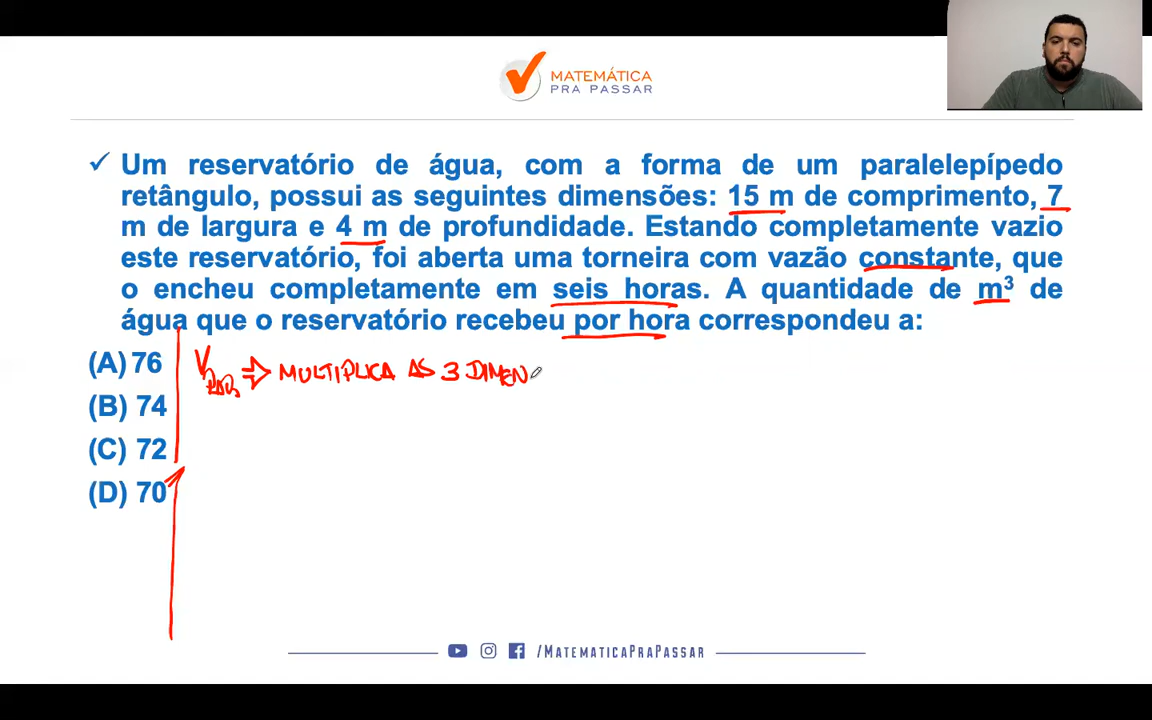 MATEMÁTICA
PRA PASSAR
✓ Um reservatório de água, com a forma de um paralelepípedo
retângulo, possui as seguintes dimensões: 15 m de comprimento, 7
m de largura e 4 m de profundidade. Estando completamente vazio
este reservatório, foi aberta uma torneira com vazão constante, que
o encheu completamente em seis horas. A quantidade de m³ de
água que o reservatório recebeu por hora correspondeu a:
(A) 76
(B) 74
(C) 72
(D) 70
V PAR ⇒ MULTIPLICA AS 3 DIMEN
/MATEMATICAPRAPASSAR